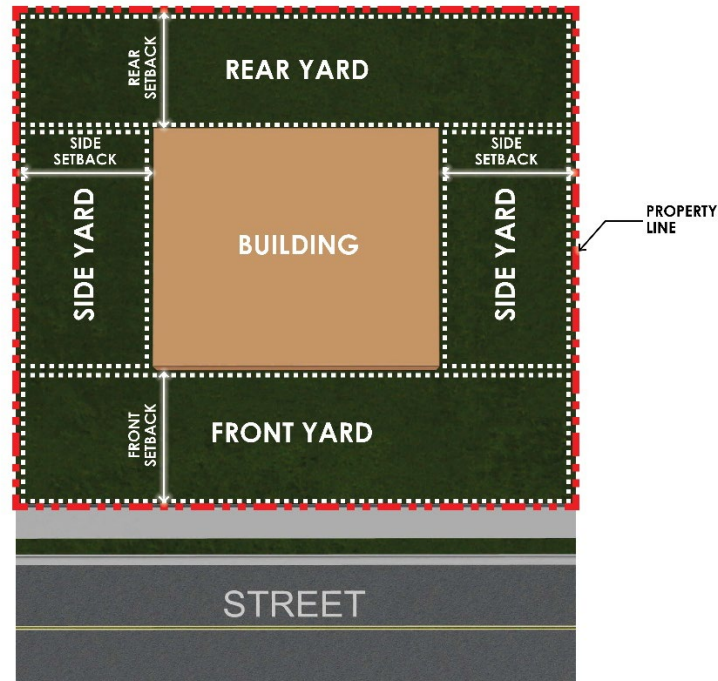 REAR
SETBACK
REAR YARD
SIDE
SETBACK
SIDE
SETBACK
SIDE YARD
BUILDING
SIDE YARD
PROPERTY
LINE
FRONT
SETBACK
FRONT YARD
STREET